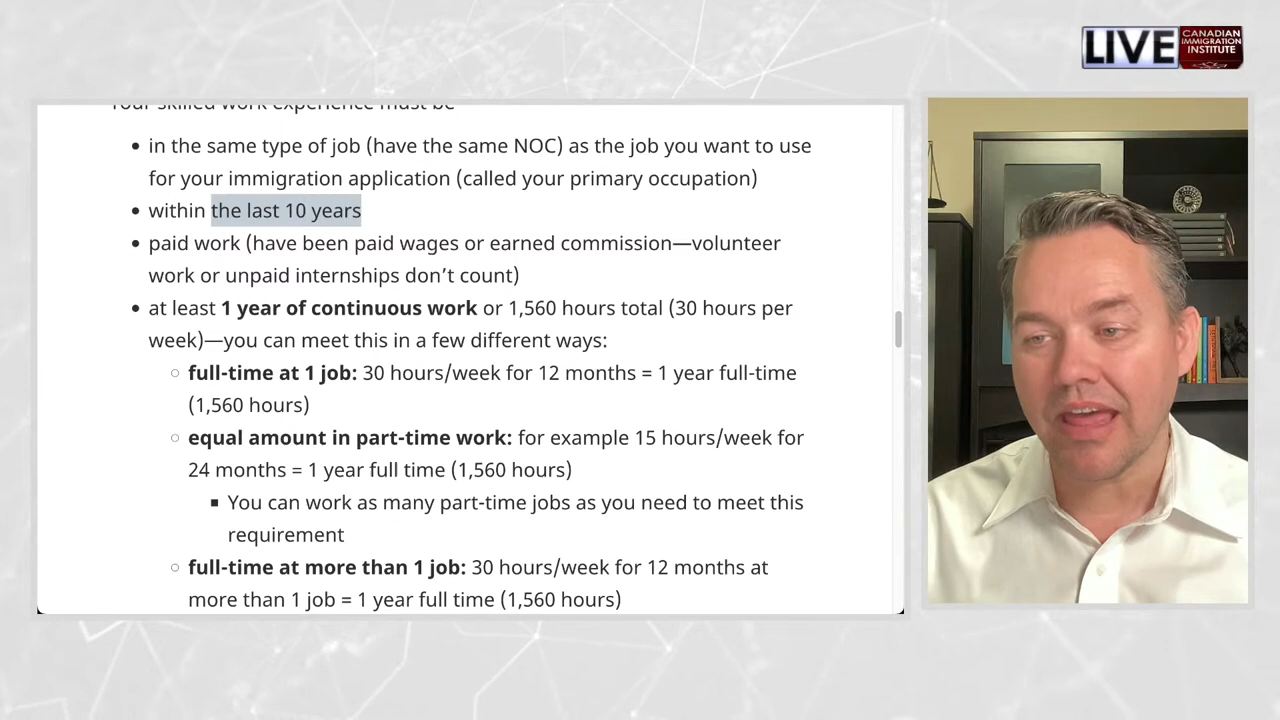 LIVE
CANADIAN
IMMIGRATION
INSTITUTE
Your skilled work experience must be
in the same type of job (have the same NOC) as the job you want to use
for your immigration application (called your primary occupation)
within the last 10 years
paid work (have been paid wages or earned commission—volunteer
work or unpaid internships don’t count)
at least 1 year of continuous work or 1,560 hours total (30 hours per
week)—you can meet this in a few different ways:
full-time at 1 job: 30 hours/week for 12 months = 1 year full-time
(1,560 hours)
equal amount in part-time work: for example 15 hours/week for
24 months = 1 year full time (1,560 hours)
You can work as many part-time jobs as you need to meet this
requirement
full-time at more than 1 job: 30 hours/week for 12 months at
more than 1 job = 1 year full time (1,560 hours)